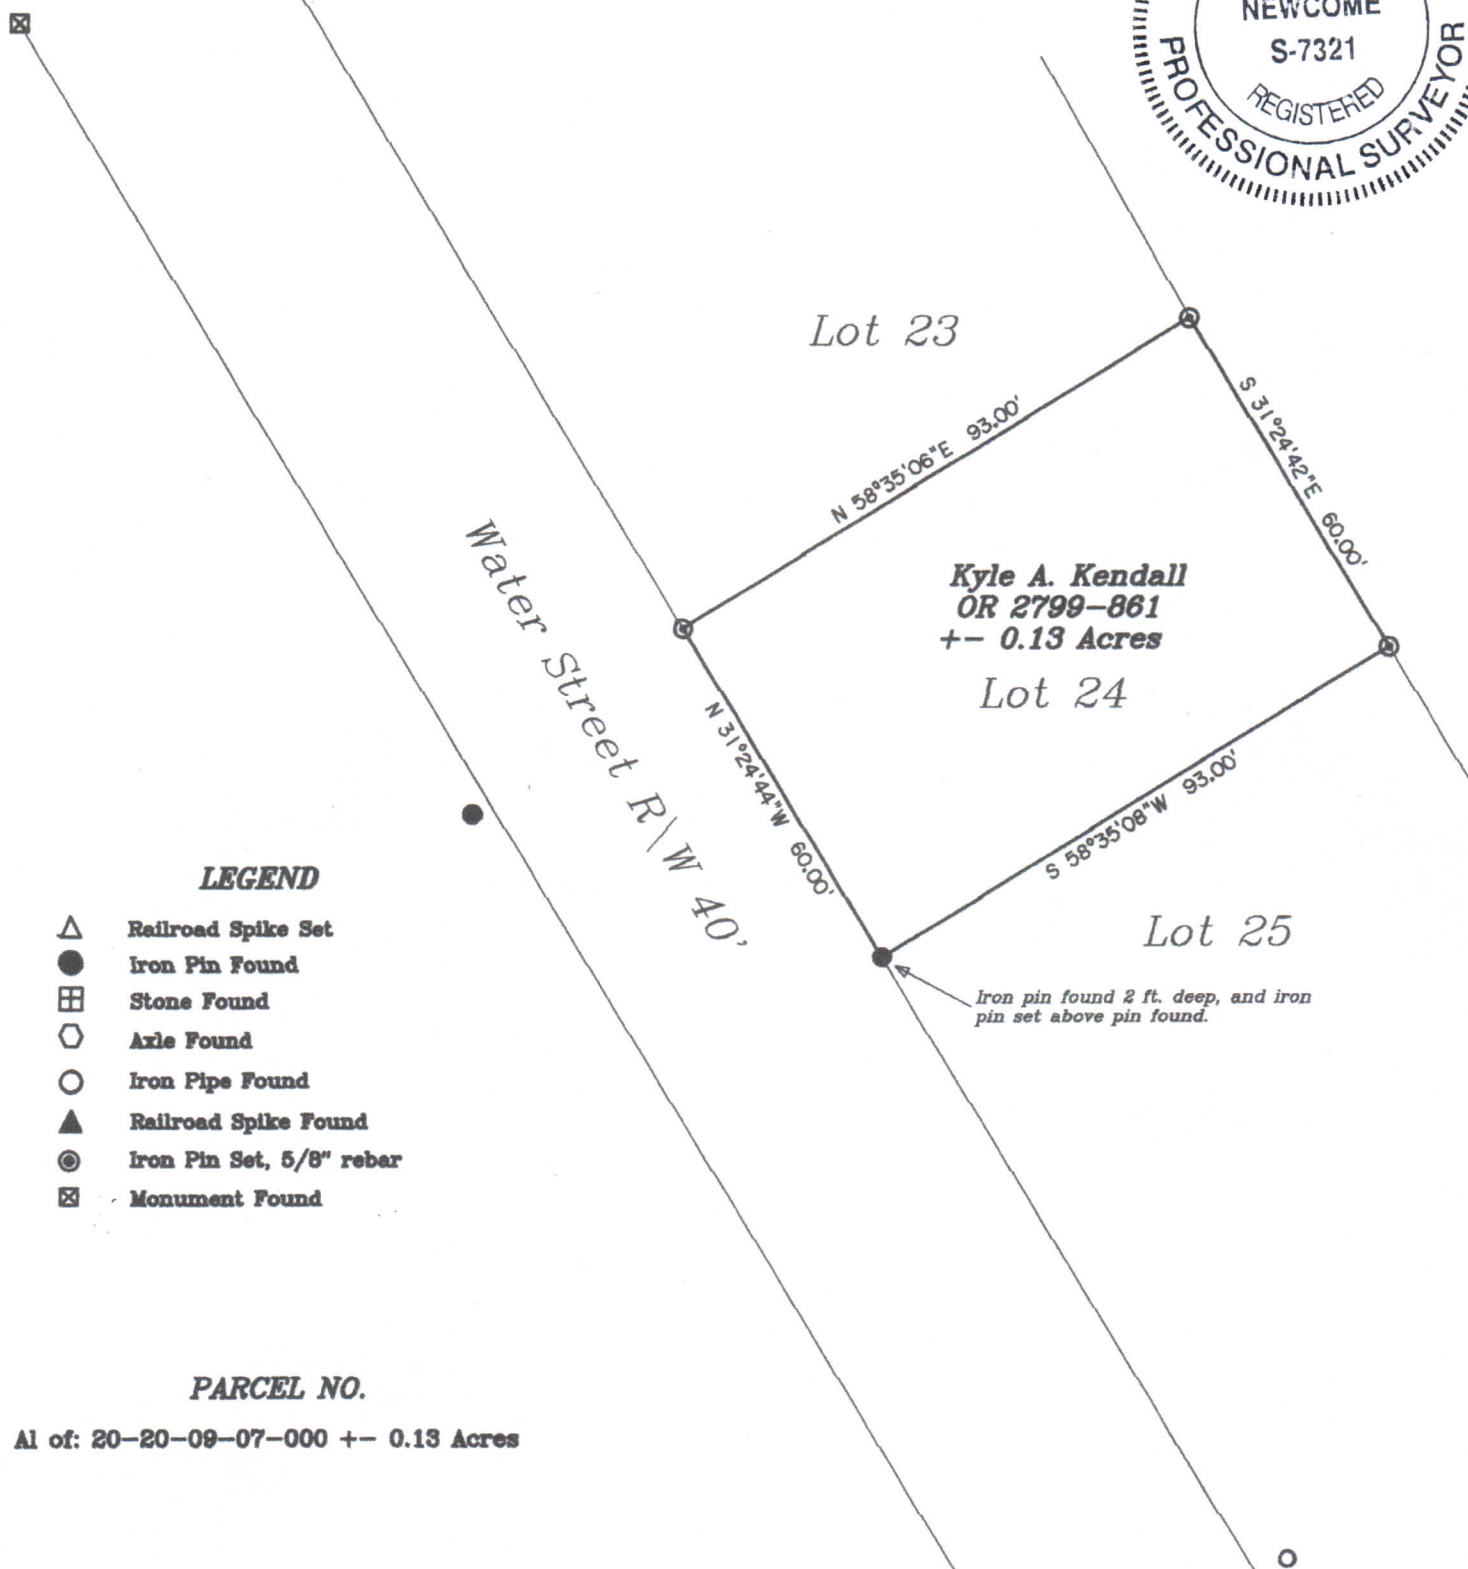 NEWCOME
S-7321
REGISTERED
PROFESSIONAL SURVEYOR
Lot 23
N 58°35'06"E 93.00'
S 31°24'42"E 60.00'
Kyle A. Kendall
OR 2799-861
+- 0.13 Acres
Lot 24
Water Street R\W 40'
N 31°24'44"W 60.00'
S 58°35'08"W 93.00'
Lot 25
Iron pin found 2 ft. deep, and iron
pin set above pin found.
LEGEND
Railroad Spike Set
Iron Pin Found
Stone Found
Axle Found
Iron Pipe Found
Railroad Spike Found
Iron Pin Set, 5/8" rebar
Monument Found
PARCEL NO.
Al of: 20-20-09-07-000 +- 0.13 Acres